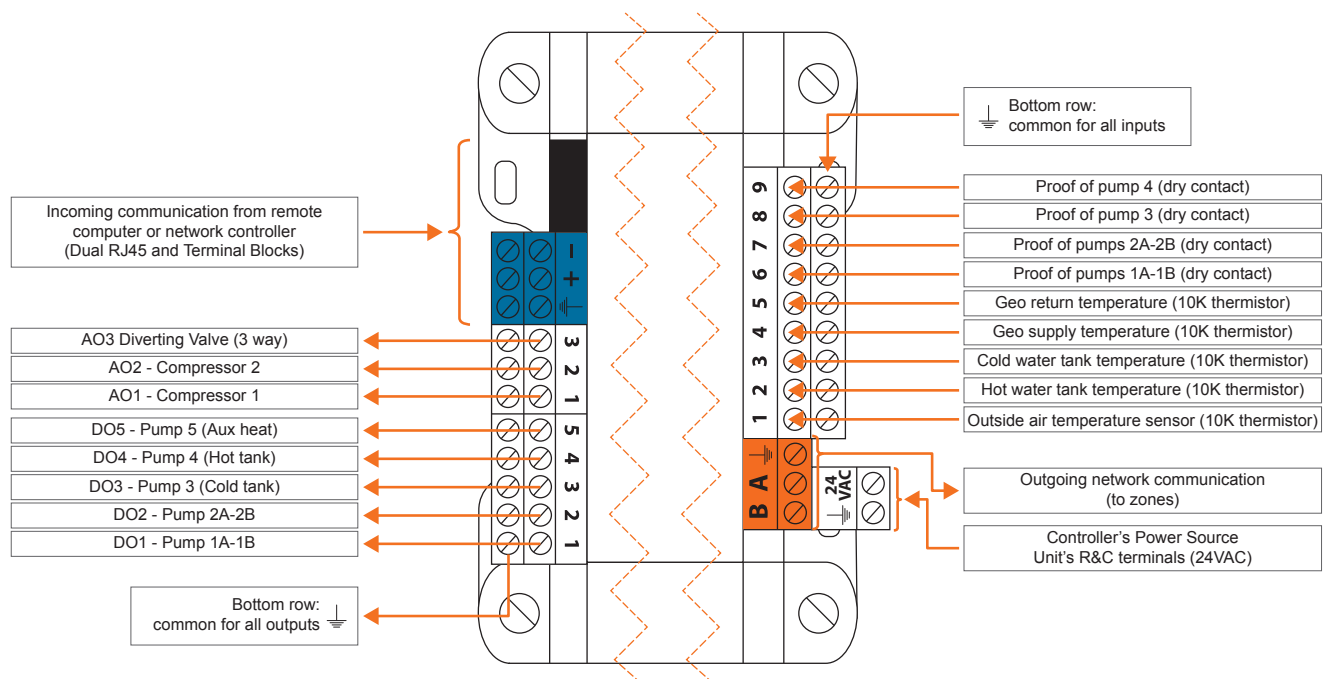 Bottom row:
common for all inputs
Incoming communication from remote
computer or network controller
(Dual RJ45 and Terminal Blocks)
AO3 Diverting Valve (3 way)
AO2 - Compressor 2
AO1 - Compressor 1
DO5 - Pump 5 (Aux heat)
DO4 - Pump 4 (Hot tank)
DO3 - Pump 3 (Cold tank)
DO2 - Pump 2A-2B
DO1 - Pump 1A-1B
Bottom row:
common for all outputs
−
+
3
2
1
5
4
3
2
1
9
8
7
6
5
4
3
2
1
A
B
24
VAC
Proof of pump 4 (dry contact)
Proof of pump 3 (dry contact)
Proof of pumps 2A-2B (dry contact)
Proof of pumps 1A-1B (dry contact)
Geo return temperature (10K thermistor)
Geo supply temperature (10K thermistor)
Cold water tank temperature (10K thermistor)
Hot water tank temperature (10K thermistor)
Outside air temperature sensor (10K thermistor)
Outgoing network communication
(to zones)
Controller's Power Source
Unit's R&C terminals (24VAC)